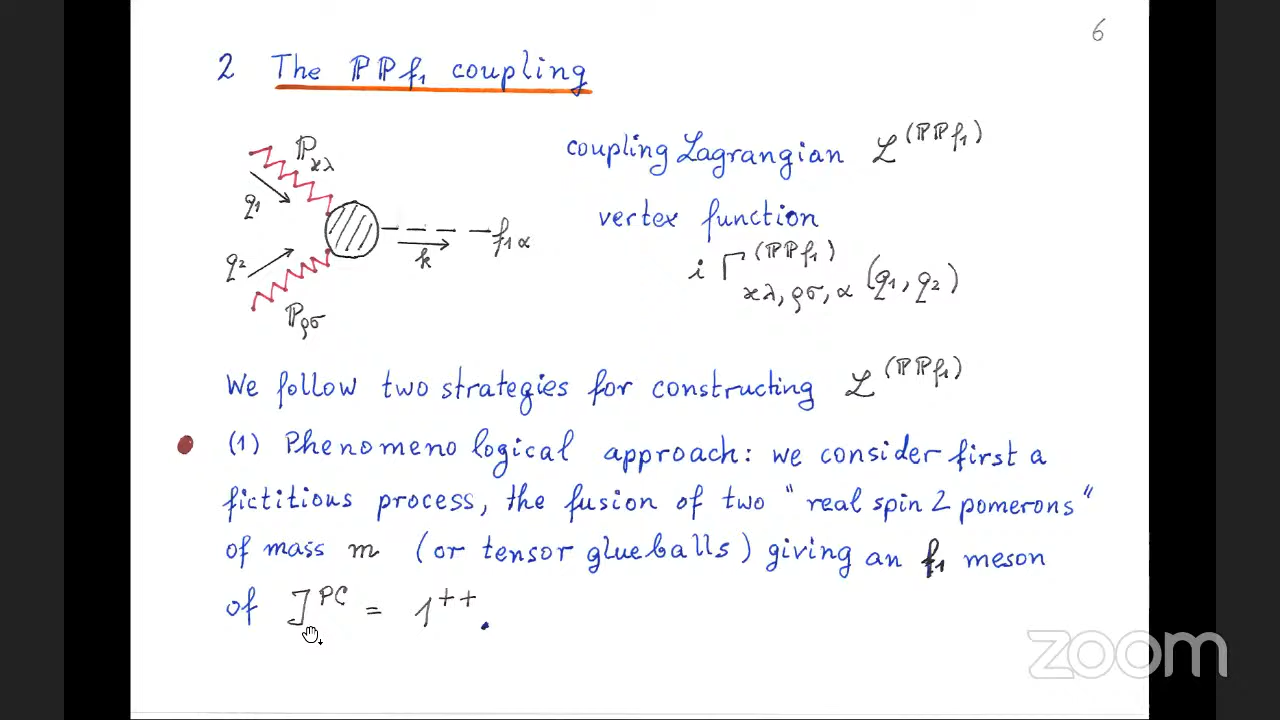 6
2 The ℙℙf₁ coupling
ℙϰλ
q₁
q₂
k
f₁α
ℙρσ
coupling Lagrangian ℒ^(ℙℙf₁)
vertex function
i Γ^(ℙℙf₁)_ϰλ,ρσ,α (q₁, q₂)
We follow two strategies for constructing ℒ^(ℙℙf₁)
(1) Phenomenological approach: we consider first a
fictitious process, the fusion of two "real spin 2 pomerons"
of mass m (or tensor glueballs) giving an f₁ meson
of J^PC = 1^++.
zoom